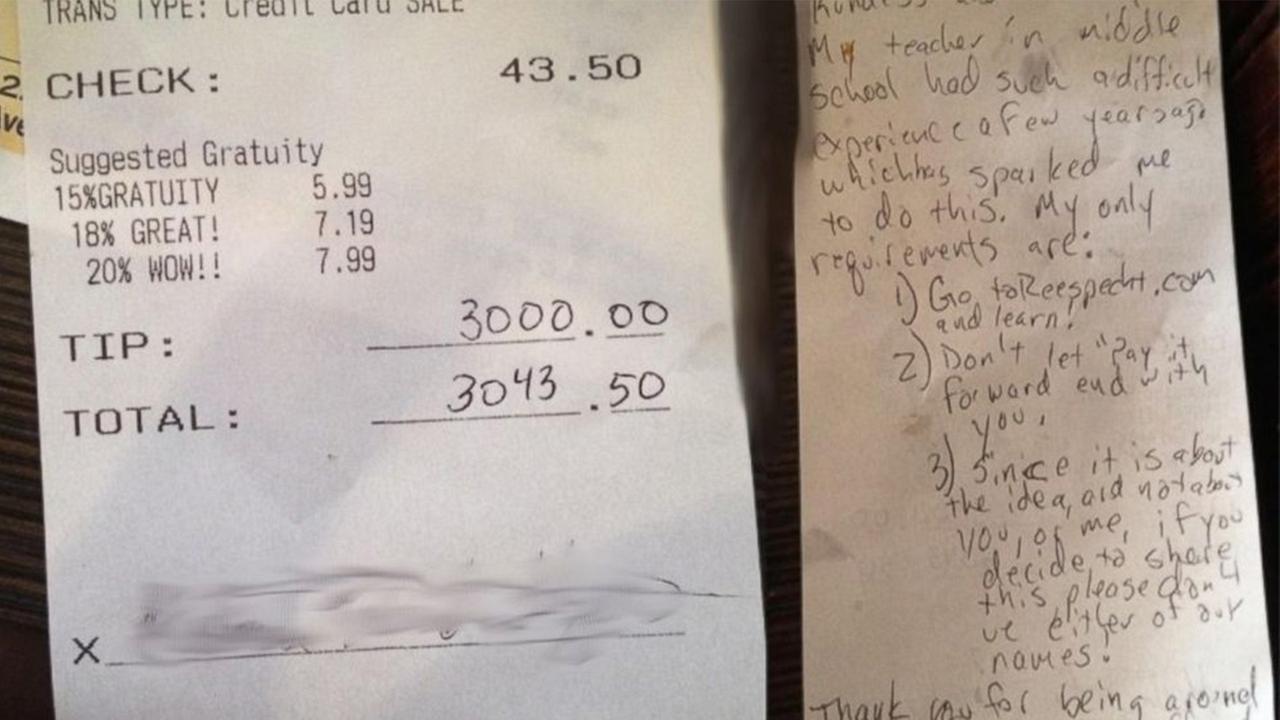 TRANS TYPE: Credit Card SALE
CHECK: 43.50
Suggested Gratuity
15%GRATUITY 5.99
18% GREAT! 7.19
20% WOW!! 7.99
TIP: 3000.00
TOTAL: 3043.50
X
My teacher in middle
school had such a difficult
experience a few years ago
which has sparked me
to do this. My only
requirements are:
1) Go toReespecht.com
and learn!
2) Don't let "Pay it
forward end with
you,
3) Since it is about
the idea, and not about
you, or me, if you
decide to share
this please don't
use either of our
names!
Thank you for being around